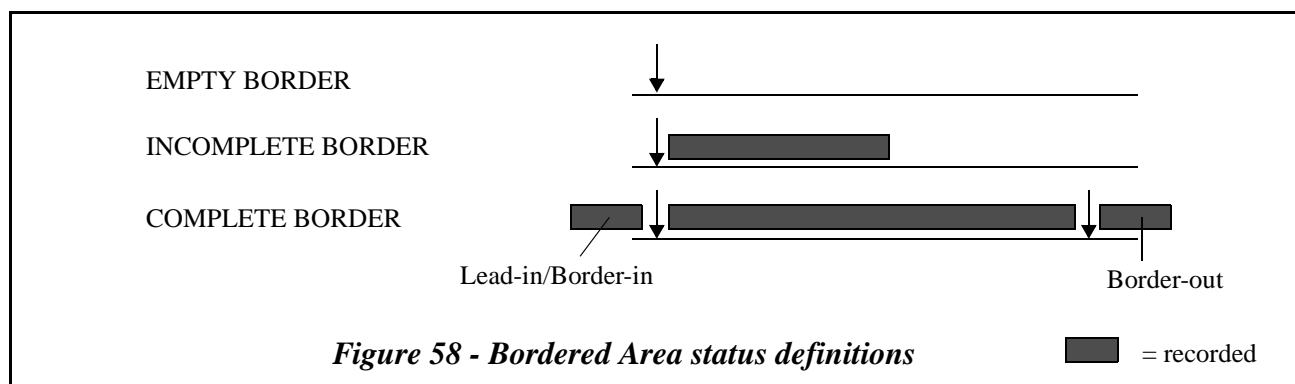 EMPTY BORDER
INCOMPLETE BORDER
COMPLETE BORDER
Lead-in/Border-in
Border-out
Figure 58 - Bordered Area status definitions
= recorded